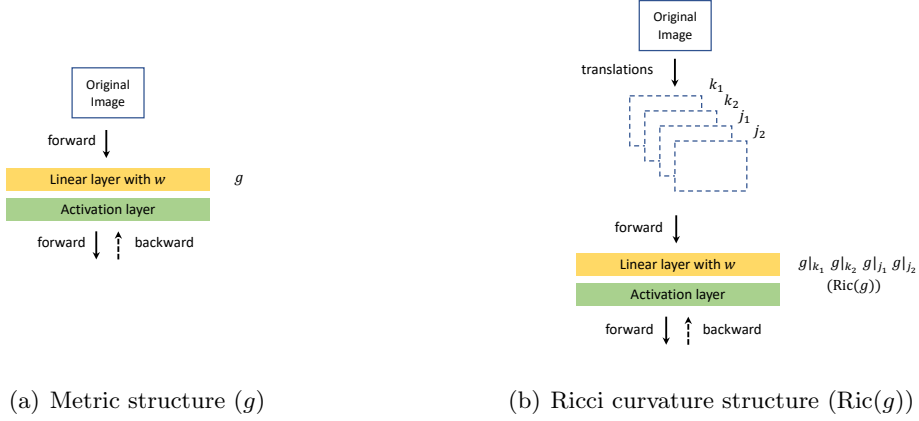 Original
Image
forward
Linear layer with w
g
Activation layer
forward
backward
(a) Metric structure (g)
Original
Image
translations
k₁
k₂
j₁
j₂
forward
Linear layer with w
g|ₖ₁ g|ₖ₂ g|ⱼ₁ g|ⱼ₂
(Ric(g))
Activation layer
forward
backward
(b) Ricci curvature structure (Ric(g))